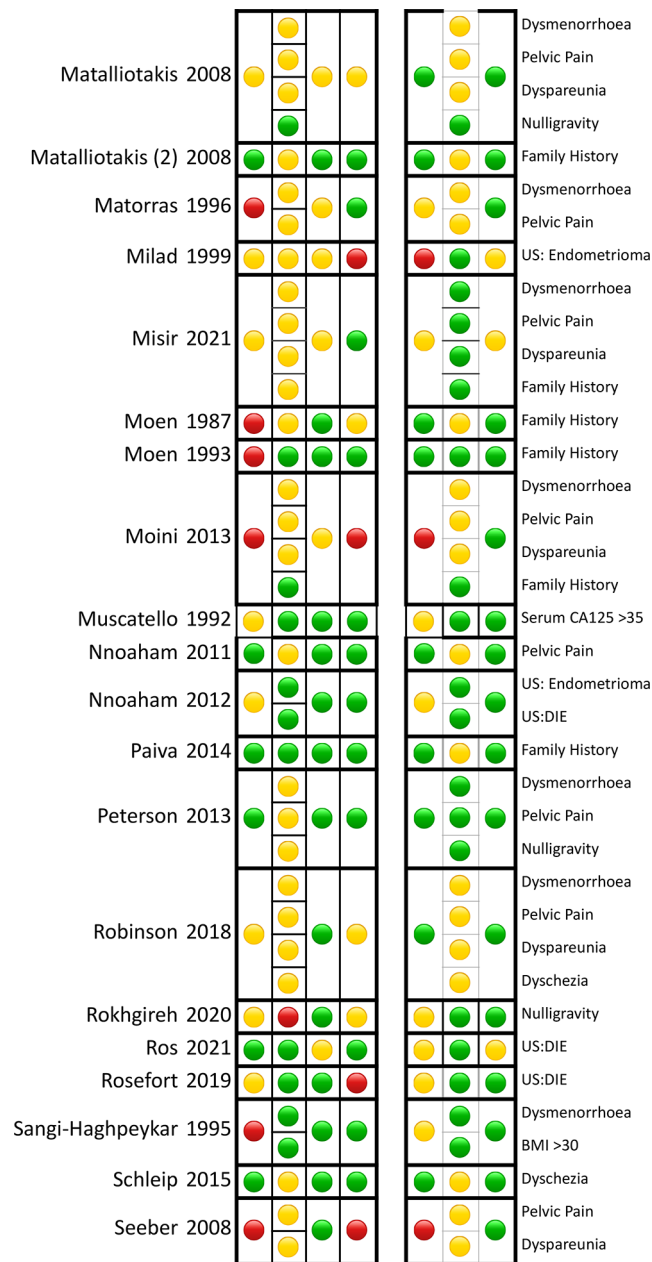 Dysmenorrhoea
Pelvic Pain
Matalliotakis 2008
Dyspareunia
Nulligravity
Matalliotakis (2) 2008 Family History
Dysmenorrhoea
Matorras 1996
Pelvic Pain
Milad 1999 US: Endometrioma
Dysmenorrhoea
Pelvic Pain
Misir 2021
Dyspareunia
Family History
Moen 1987 Family History
Moen 1993 Family History
Dysmenorrhoea
Pelvic Pain
Moini 2013
Dyspareunia
Family History
Muscatello 1992 Serum CA125 >35
Nnoaham 2011 Pelvic Pain
US: Endometrioma
Nnoaham 2012
US:DIE
Paiva 2014 Family History
Dysmenorrhoea
Peterson 2013 Pelvic Pain
Nulligravity
Dysmenorrhoea
Pelvic Pain
Robinson 2018
Dyspareunia
Dyschezia
Rokhgireh 2020 Nulligravity
Ros 2021 US:DIE
Rosefort 2019 US:DIE
Dysmenorrhoea
Sangi-Haghpeykar 1995
BMI >30
Schleip 2015 Dyschezia
Pelvic Pain
Seeber 2008
Dyspareunia